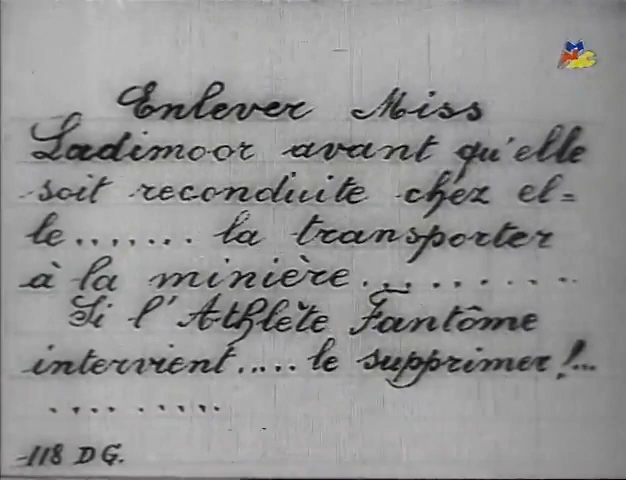 Enlever Miss
Ladimoor avant qu'elle
soit reconduite chez el=
le....... la transporter
à la minière...........
Si l'Athlète Fantôme
intervient..... le supprimer!...
.... .....
-118 D G.